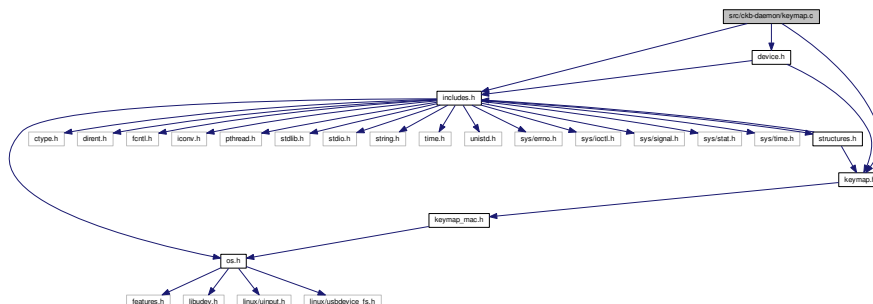 src/ckb-daemon/keymap.c
device.h
includes.h
ctype.h
dirent.h
fcntl.h
iconv.h
pthread.h
stdlib.h
stdio.h
string.h
time.h
unistd.h
sys/errno.h
sys/ioctl.h
sys/signal.h
sys/stat.h
sys/time.h
structures.h
keymap.h
keymap_mac.h
os.h
features.h
libudev.h
linux/uinput.h
linux/usbdevice_fs.h